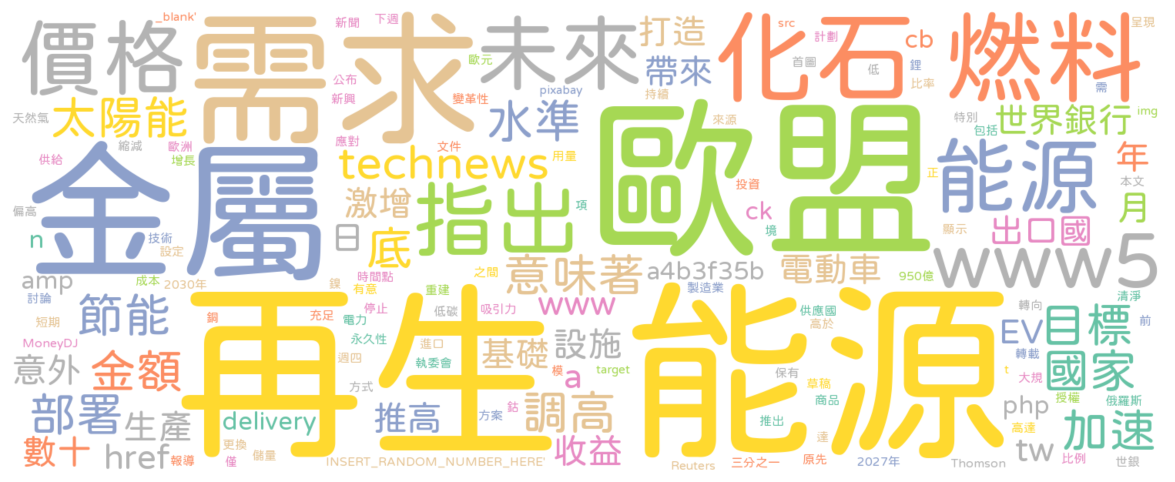 _blank'
新聞
下週
src
計劃
呈現
價格
需求
未來
打造
化石
燃料
歐元
cb
首圖
低
鋰
比率
帶來
公布
新興
變革性
pixabay
持續
需
太陽能
天然氣
水準
來源
世界銀行
img
特別
包括
縮減
歐洲
供給
增長
應對
文件
technews
用量
歐盟
正
能源
年
金屬
投資
本文
偏高
激增
指出
項
ck
月
n
技術
設定
日
底
境
出口國
顯示
www5
amp
成本
2030年
鎳
時間點
有意
之間
意味著
a4b3f35b
電動車
950億
製造業
清淨
討論
節能
短期
銅
充足
電力
停止
重建
低碳
吸引力
www
供應國
高於
轉向
EV
目標
前
MoneyDJ
永久性
再生能源
進口
執委會
基礎
設施
轉載
意外
金額
週四
方式
模
a
target
保有
t
大規
國家
草稿
商品
授權
俄羅斯
部署
生產
delivery
推高
方案
鈷
調高
推出
php
高達
加速
數十
href
報導
更換
僅
儲量
INSERT_RANDOM_NUMBER_HERE'
收益
Reuters
三分之一
原先
達
2027年
Thomson
tw
比例
世銀